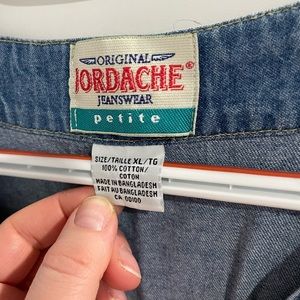 ORIGINAL
JORDACHE®
JEANSWEAR
petite
SIZE/TAILLE XL/TG
100% COTTON/
COTON
MADE IN BANGLADESH
FAIT AU BANGLADESH
CA 00100